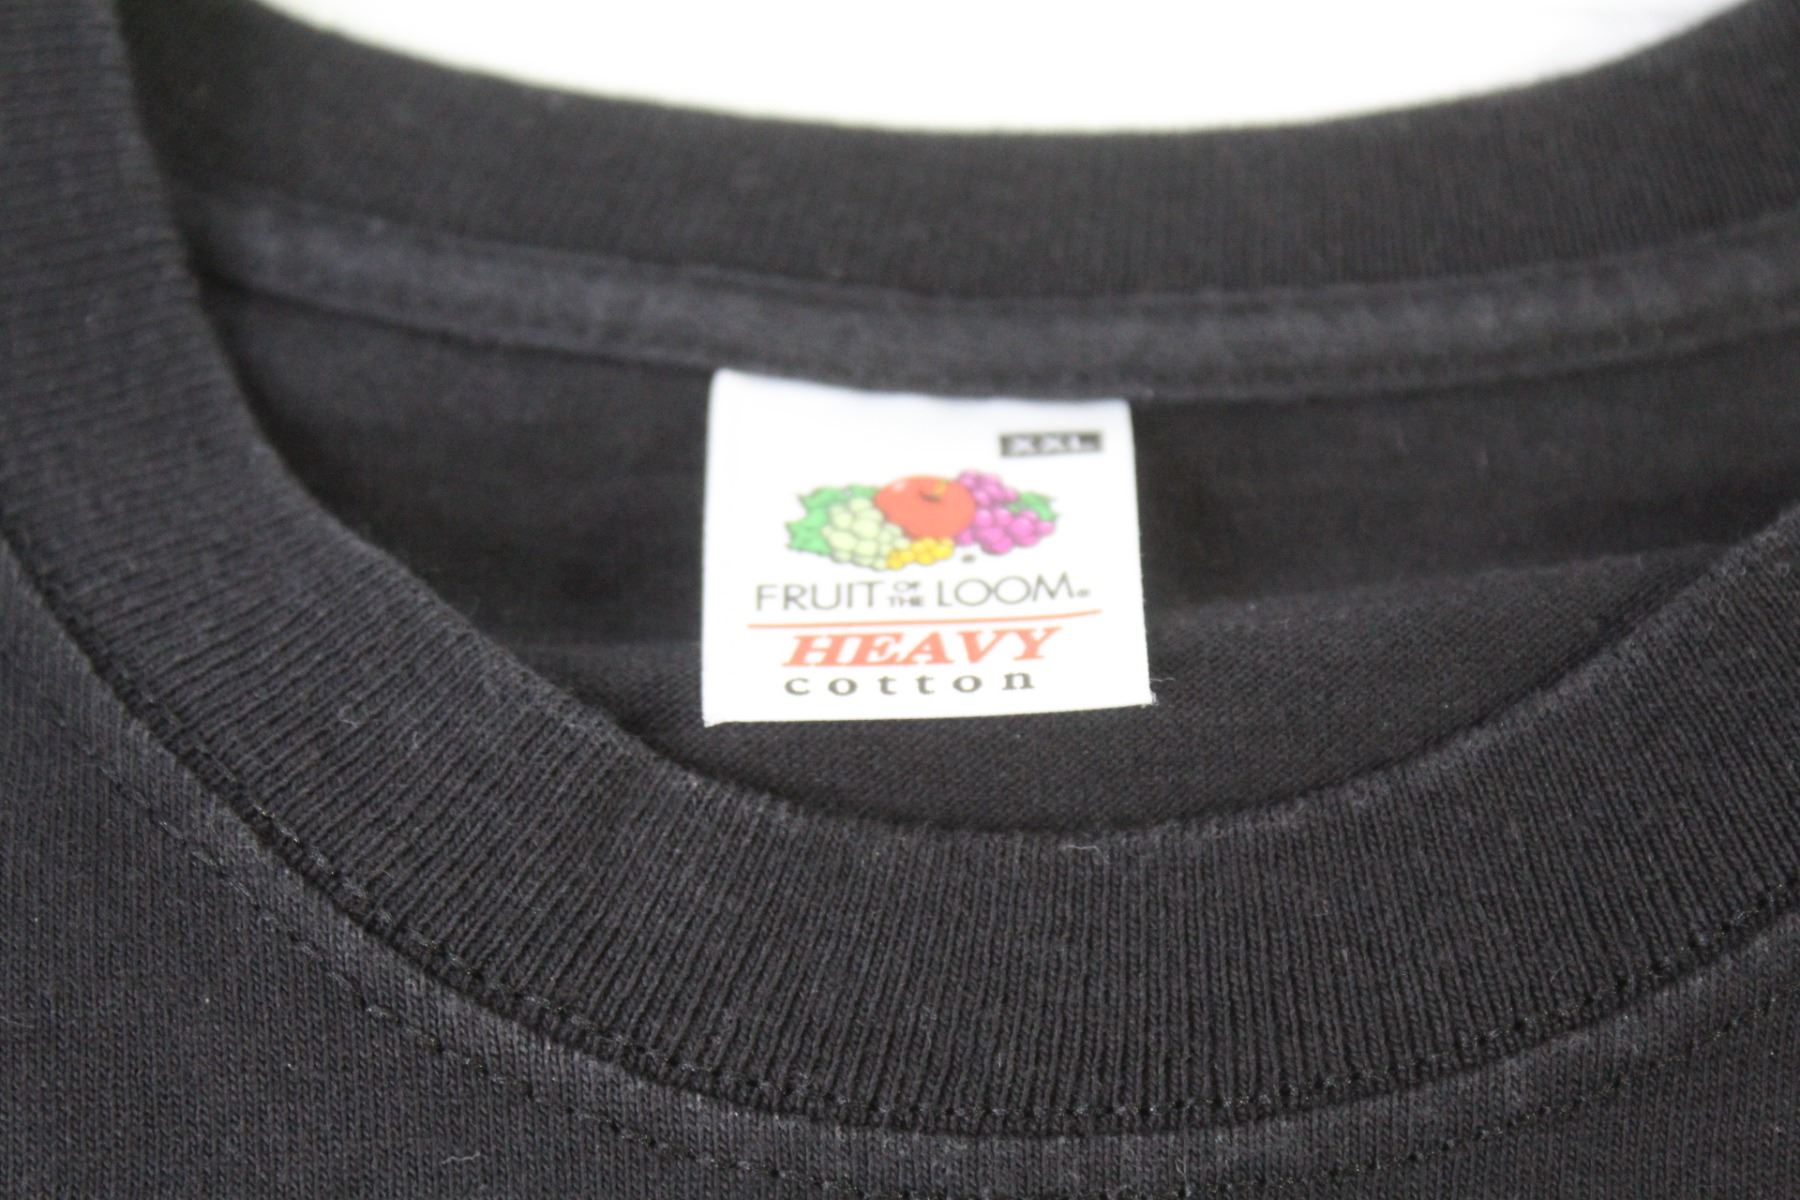 XXL
FRUIT OF THE LOOM®
HEAVY
cotton